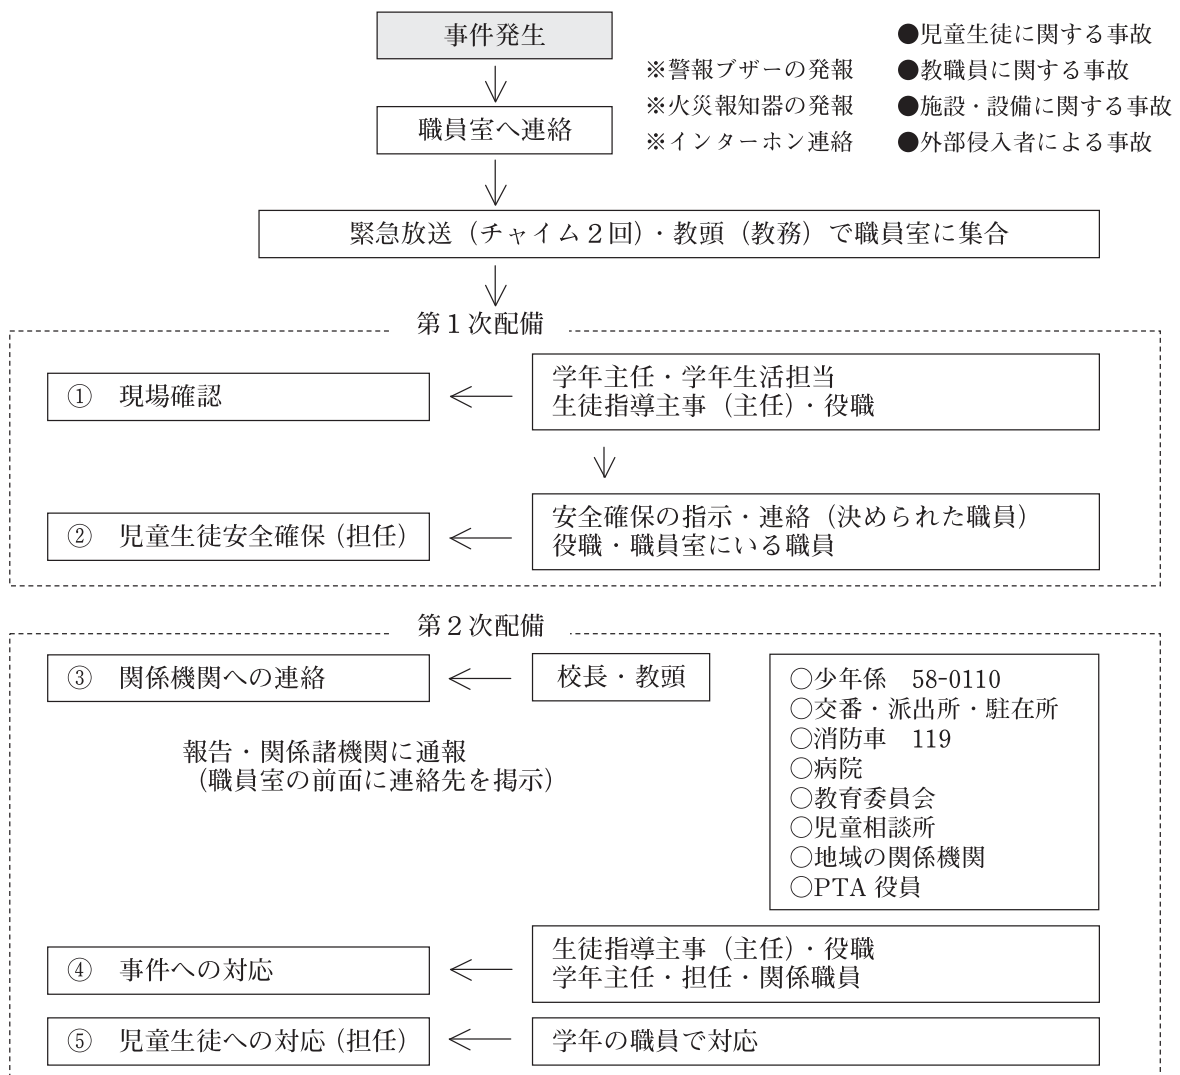 事件発生
●児童生徒に関する事故
※警報ブザーの発報
●教職員に関する事故
※火災報知器の発報
●施設・設備に関する事故
職員室へ連絡
※インターホン連絡
●外部侵入者による事故
緊急放送（チャイム２回）・教頭（教務）で職員室に集合
第１次配備
① 現場確認
学年主任・学年生活担当
生徒指導主事（主任）・役職
② 児童生徒安全確保（担任）
安全確保の指示・連絡（決められた職員）
役職・職員室にいる職員
第２次配備
③ 関係機関への連絡
校長・教頭
報告・関係諸機関に通報
（職員室の前面に連絡先を掲示）
○少年係　58-0110
○交番・派出所・駐在所
○消防車　119
○病院
○教育委員会
○児童相談所
○地域の関係機関
○PTA 役員
④ 事件への対応
生徒指導主事（主任）・役職
学年主任・担任・関係職員
⑤ 児童生徒への対応（担任）
学年の職員で対応